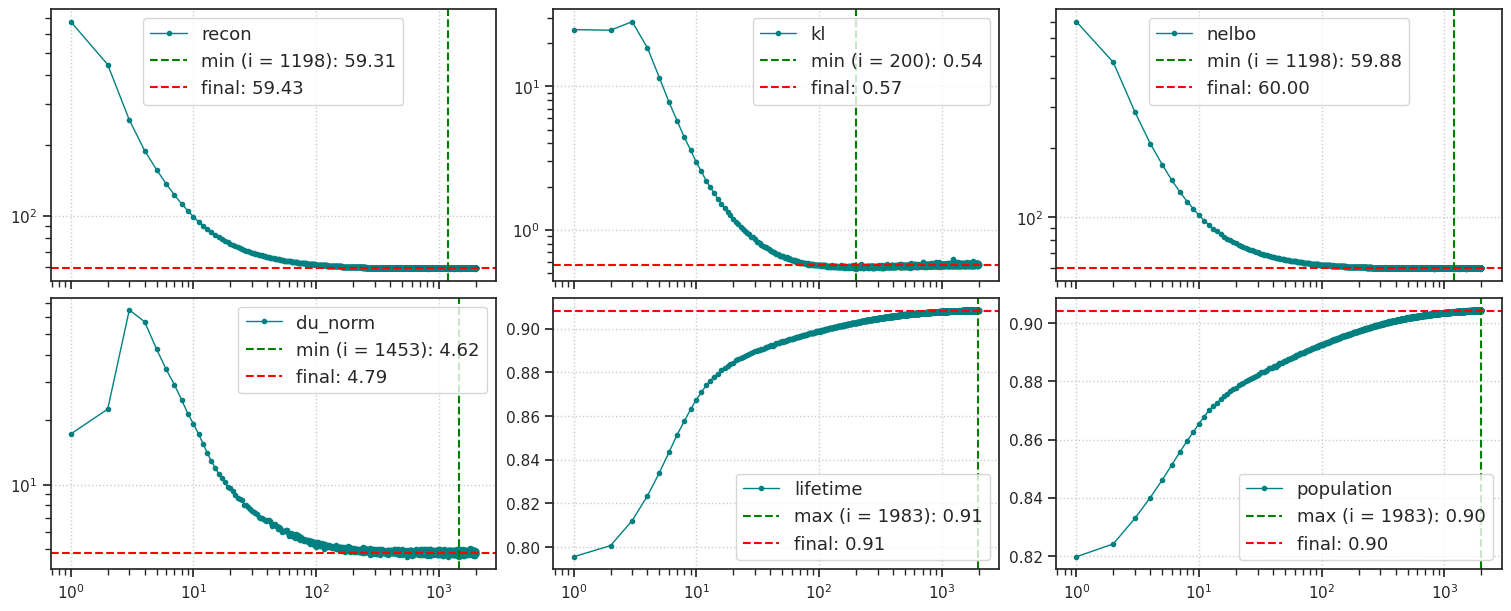 recon
min (i = 1198): 59.31
final: 59.43
10²
kl
min (i = 200): 0.54
final: 0.57
10¹
10⁰
nelbo
min (i = 1198): 59.88
final: 60.00
10²
du_norm
min (i = 1453): 4.62
final: 4.79
10¹
10⁰ 10¹ 10² 10³
0.90
0.88
0.86
0.84
0.82
0.80
lifetime
max (i = 1983): 0.91
final: 0.91
10⁰ 10¹ 10² 10³
0.90
0.88
0.86
0.84
0.82
population
max (i = 1983): 0.90
final: 0.90
10⁰ 10¹ 10² 10³